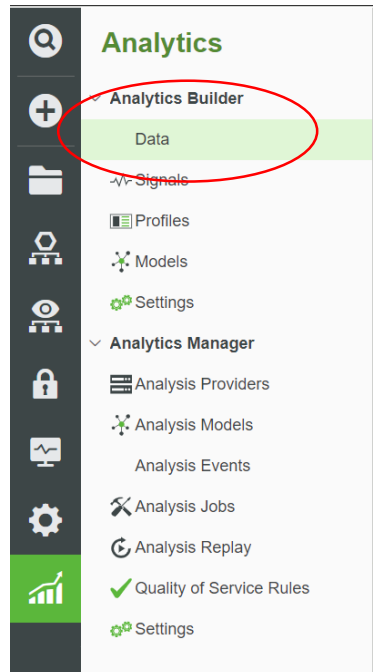 Analytics
Analytics Builder
Data
Signals
Profiles
Models
Settings
Analytics Manager
Analysis Providers
Analysis Models
Analysis Events
Analysis Jobs
Analysis Replay
Quality of Service Rules
Settings